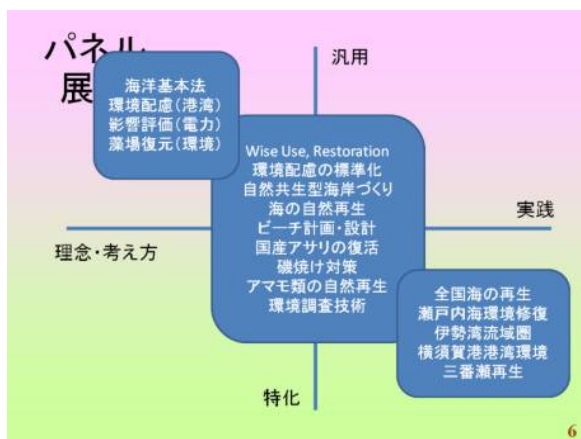 パネル
展
汎用
海洋基本法
環境配慮(港湾)
影響評価(電力)
藻場復元(環境)
Wise Use, Restoration
環境配慮の標準化
自然共生型海岸づくり
海の自然再生
ビーチ計画・設計
国産アサリの復活
磯焼け対策
アマモ類の自然再生
環境調査技術
実践
理念・考え方
全国海の再生
瀬戸内海環境修復
伊勢湾流域圏
横須賀港港湾環境
三番瀬再生
特化
6